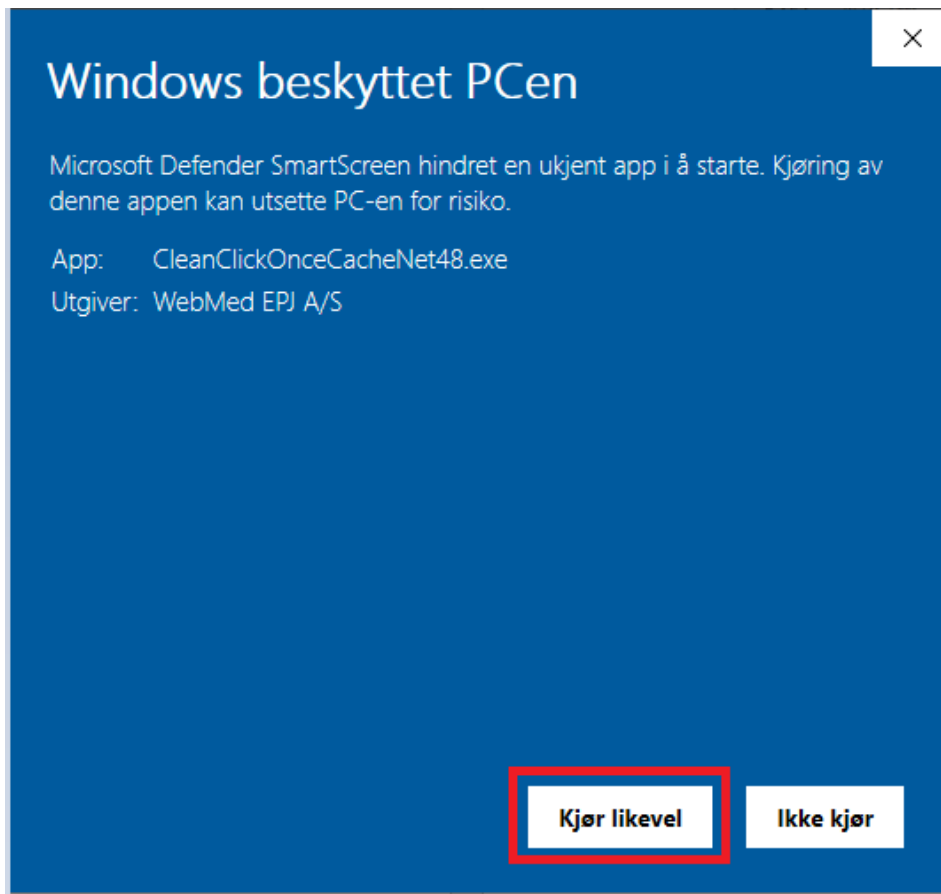 Windows beskyttet PCen
Microsoft Defender SmartScreen hindret en ukjent app i å starte. Kjøring av
denne appen kan utsette PC-en for risiko.
App: CleanClickOnceCacheNet48.exe
Utgiver: WebMed EPJ A/S
Kjør likevel Ikke kjør